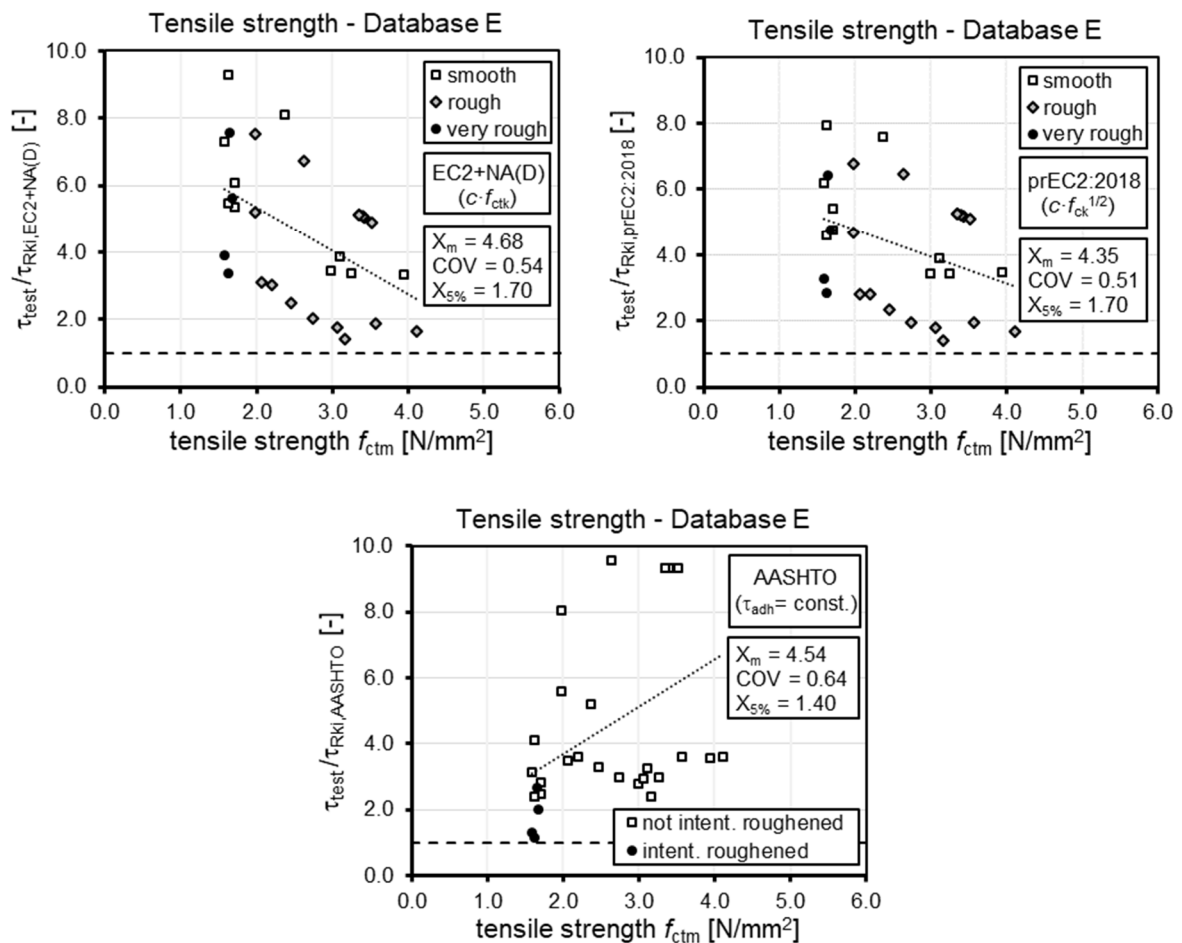 Tensile strength - Database E
10.0
8.0
6.0
4.0
2.0
0.0
τtest/τRki,EC2+NA(D) [-]
smooth
rough
very rough
EC2+NA(D)
(c·fctk)
Xm = 4.68
COV = 0.54
X5% = 1.70
0.0 1.0 2.0 3.0 4.0 5.0 6.0
tensile strength fctm [N/mm²]
Tensile strength - Database E
10.0
8.0
6.0
4.0
2.0
0.0
τtest/τRki,prEC2:2018 [-]
smooth
rough
very rough
prEC2:2018
(c·fck1/2)
Xm = 4.35
COV = 0.51
X5% = 1.70
0.0 1.0 2.0 3.0 4.0 5.0 6.0
tensile strength fctm [N/mm²]
Tensile strength - Database E
10.0
8.0
6.0
4.0
2.0
0.0
τtest/τRki,AASHTO [-]
AASHTO
(τadh= const.)
Xm = 4.54
COV = 0.64
X5% = 1.40
not intent. roughened
intent. roughened
0.0 1.0 2.0 3.0 4.0 5.0 6.0
tensile strength fctm [N/mm²]